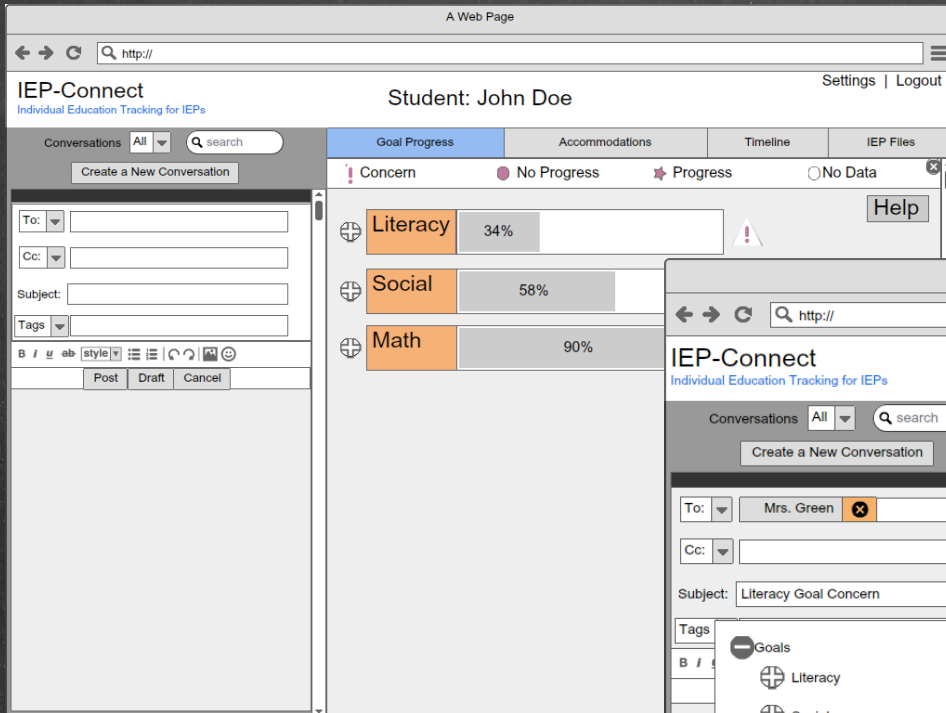 A Web Page
http://
IEP-Connect
Individual Education Tracking for IEPs
Student: John Doe
Settings | Logout
Conversations All search
Create a New Conversation
Goal Progress Accommodations Timeline IEP Files
Concern No Progress Progress No Data
Help
To:
Cc:
Subject:
Tags
B I u ab style
Post Draft Cancel
Literacy 34%
Social 58%
Math 90%
http://
IEP-Connect
Individual Education Tracking for IEPs
Conversations All search
Create a New Conversation
To: Mrs. Green
Cc:
Subject: Literacy Goal Concern
Tags
B I
Goals
Literacy